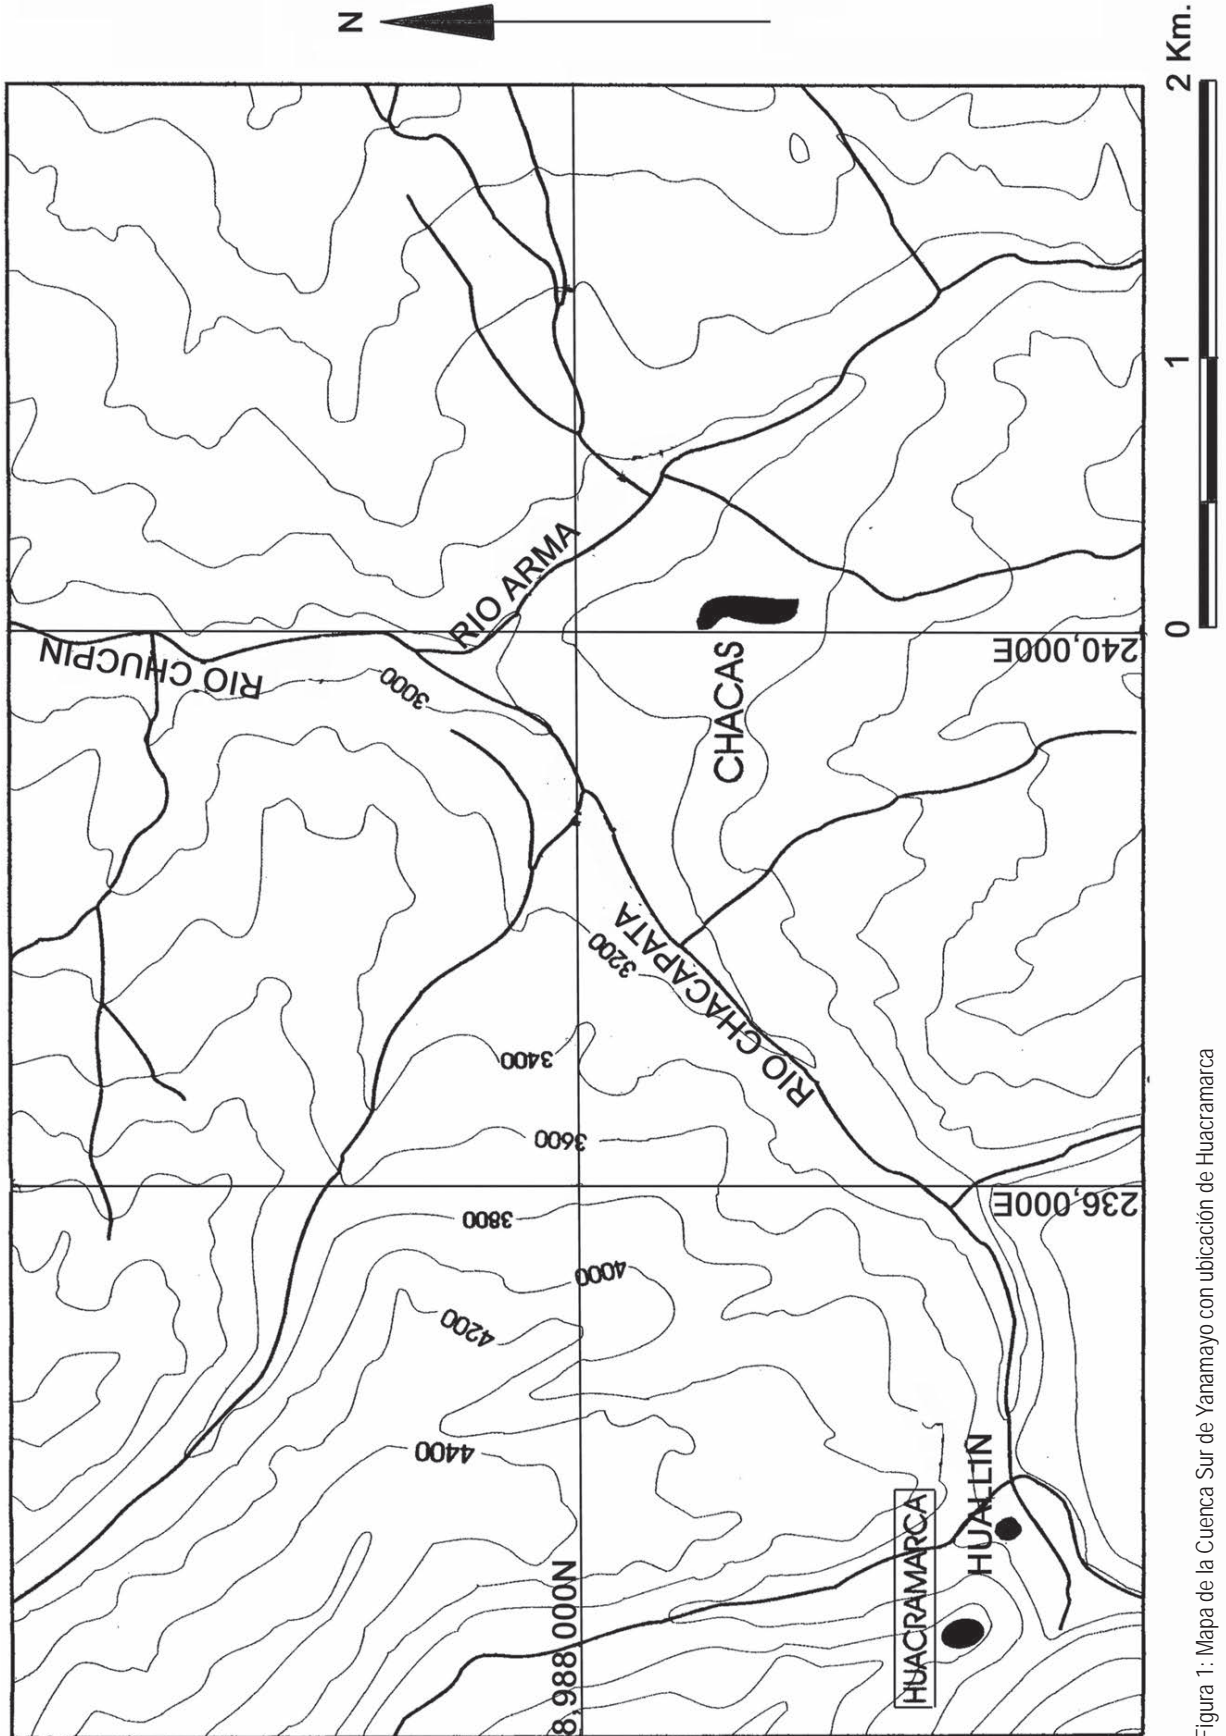 N
RIO CHUCPIN
RIO ARMA
3000
CHACAS
240,000E
3200
RIO CHACAPATA
3400
3600
3800
4000
4200
4400
236,000E
8,988 000N
HUACRAMARCA
HUALLIN
0
1
2 Km.
Figura 1: Mapa de la Cuenca Sur de Yanamayo con ubicación de Huacramarca